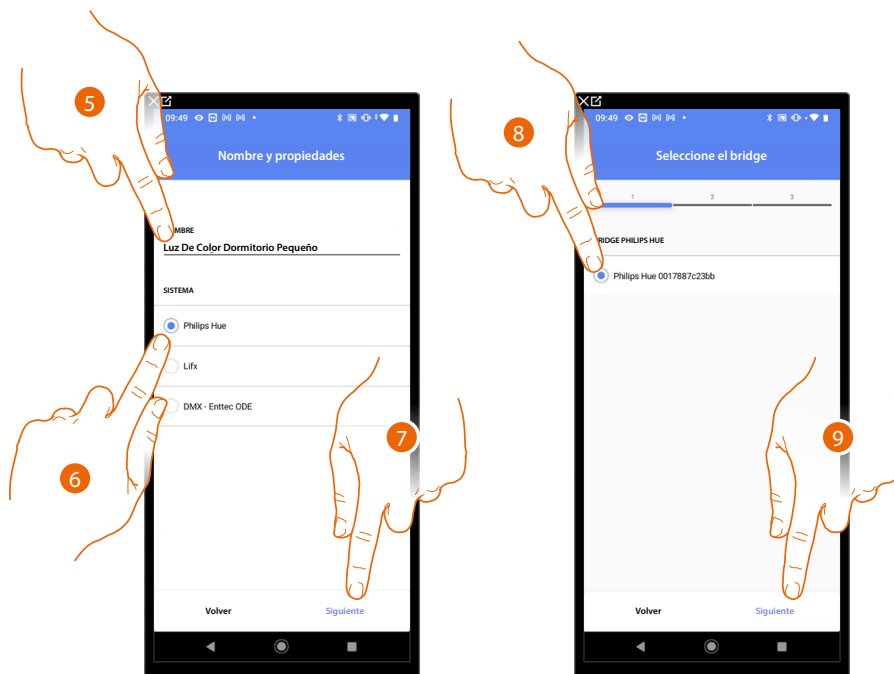 5
09:49
Nombre y propiedades
MBRE
Luz De Color Dormitorio Pequeño
SISTEMA
Philips Hue
Lifx
DMX - Enttec ODE
6
7
Volver
Siguiente
8
09:49
Seleccione el bridge
1 2 3
RIDGE PHILIPS HUE
Philips Hue 0017887c23bb
9
Volver
Siguiente